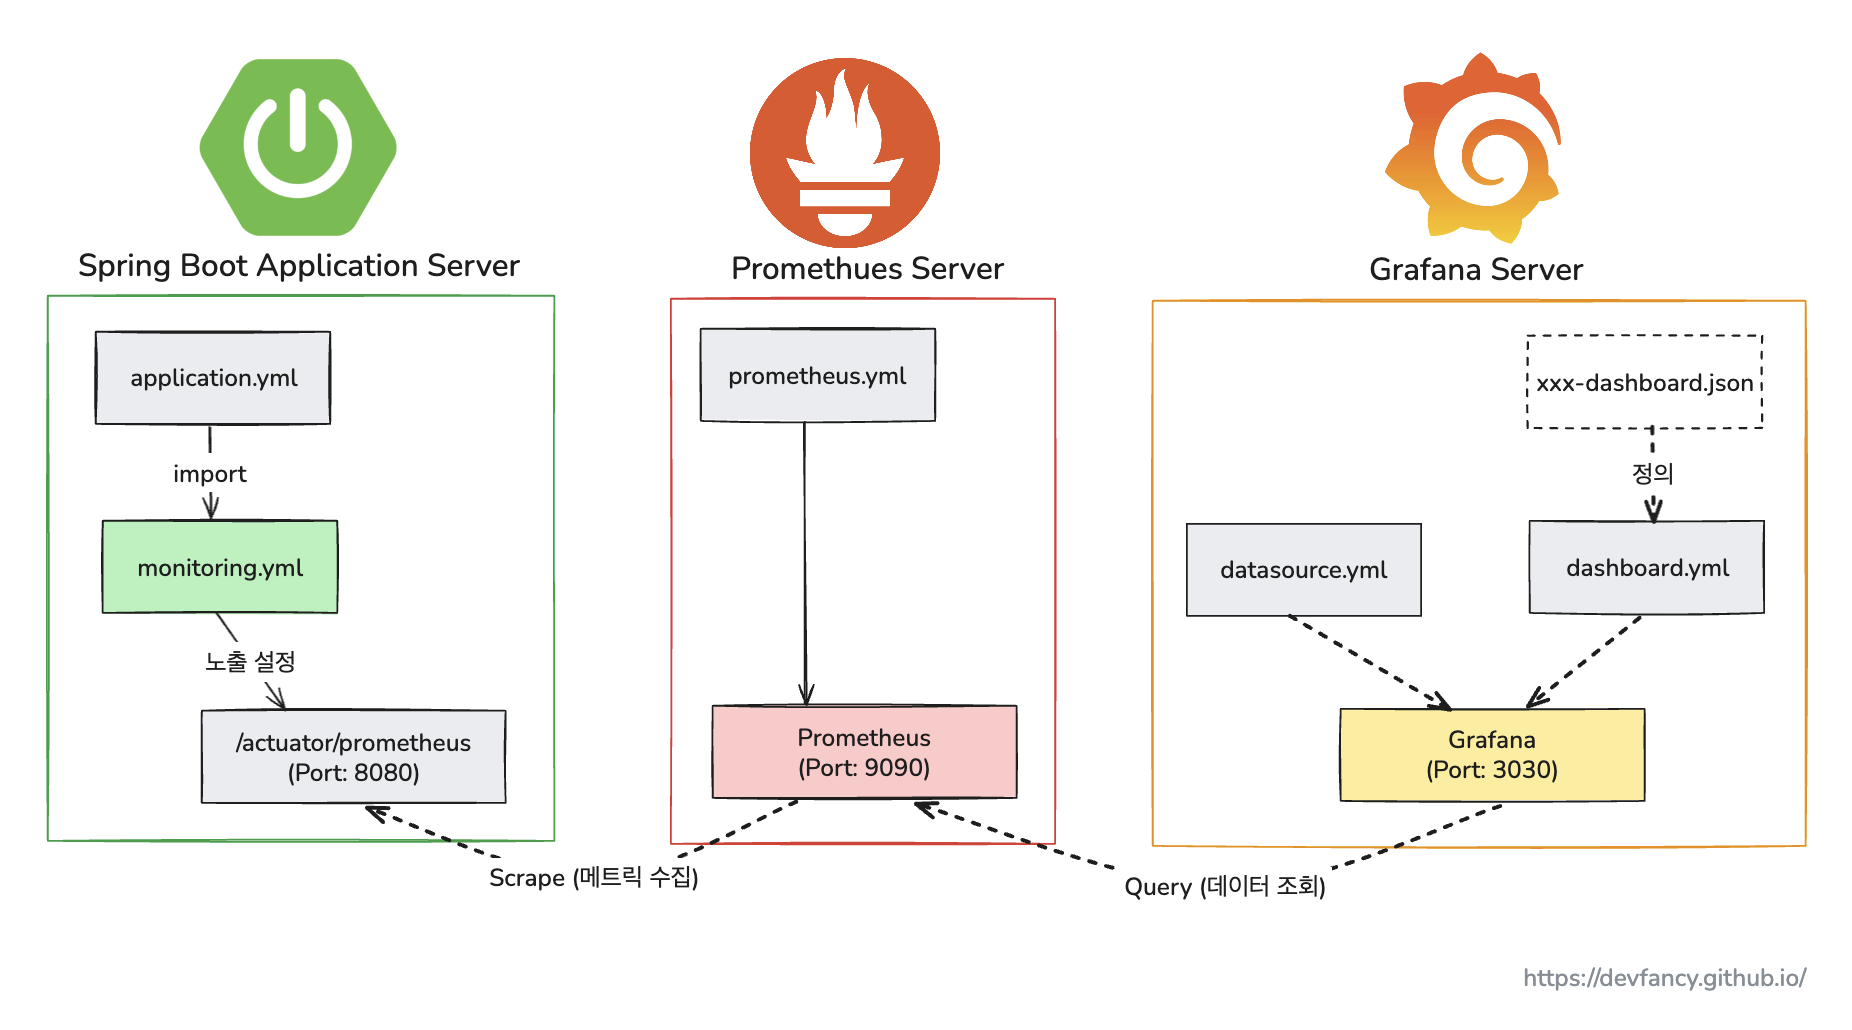 Spring Boot Application Server
application.yml
import
monitoring.yml
노출 설정
/actuator/prometheus
(Port: 8080)
Promethues Server
prometheus.yml
Prometheus
(Port: 9090)
Grafana Server
xxx-dashboard.json
정의
datasource.yml
dashboard.yml
Grafana
(Port: 3030)
Scrape (메트릭 수집)
Query (데이터 조회)
https://devfancy.github.io/